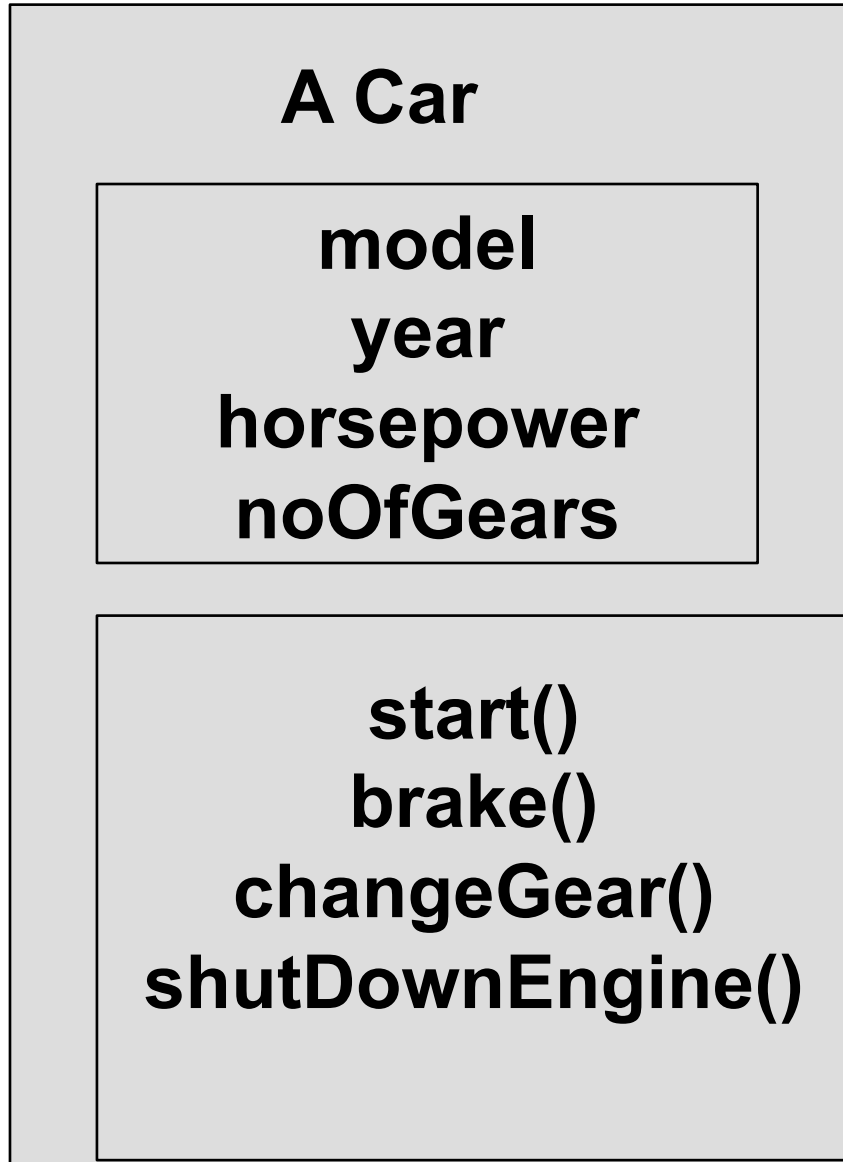 A Car
model
year
horsepower
noOfGears
start()
brake()
changeGear()
shutDownEngine()